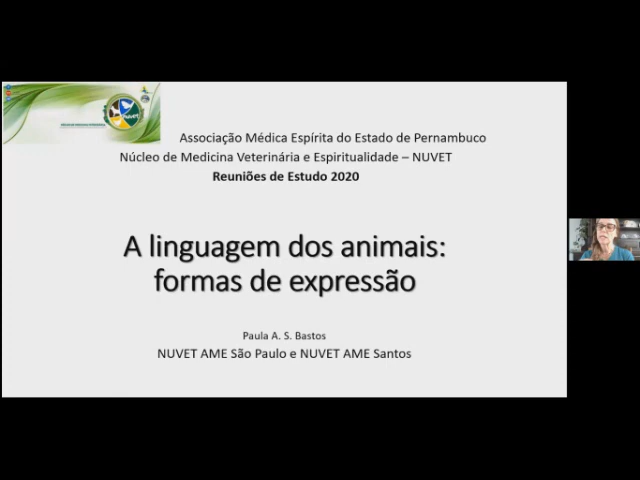 nuvet
Associação Médica Espírita do Estado de Pernambuco
Núcleo de Medicina Veterinária e Espiritualidade – NUVET
Reuniões de Estudo 2020
A linguagem dos animais:
formas de expressão
Paula A. S. Bastos
NUVET AME São Paulo e NUVET AME Santos